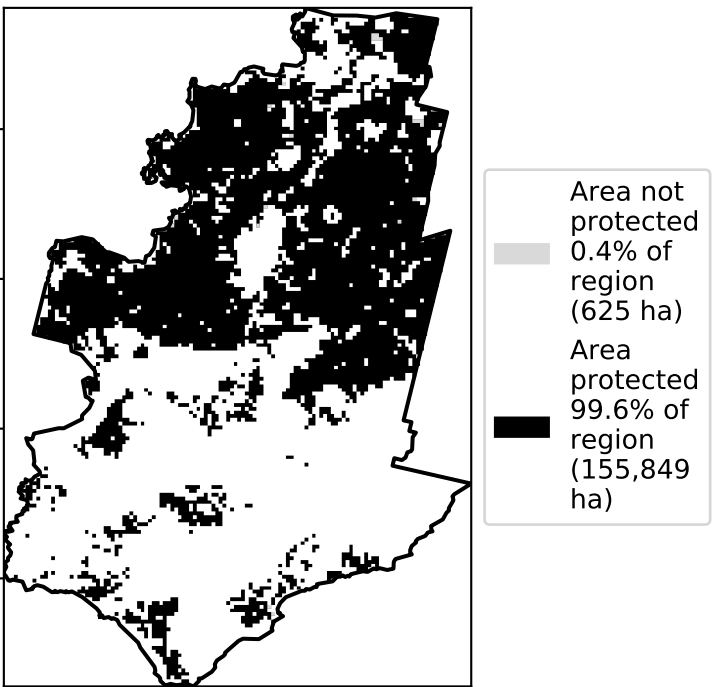 Area not
protected
0.4% of
region
(625 ha)
Area
protected
99.6% of
region
(155,849
ha)